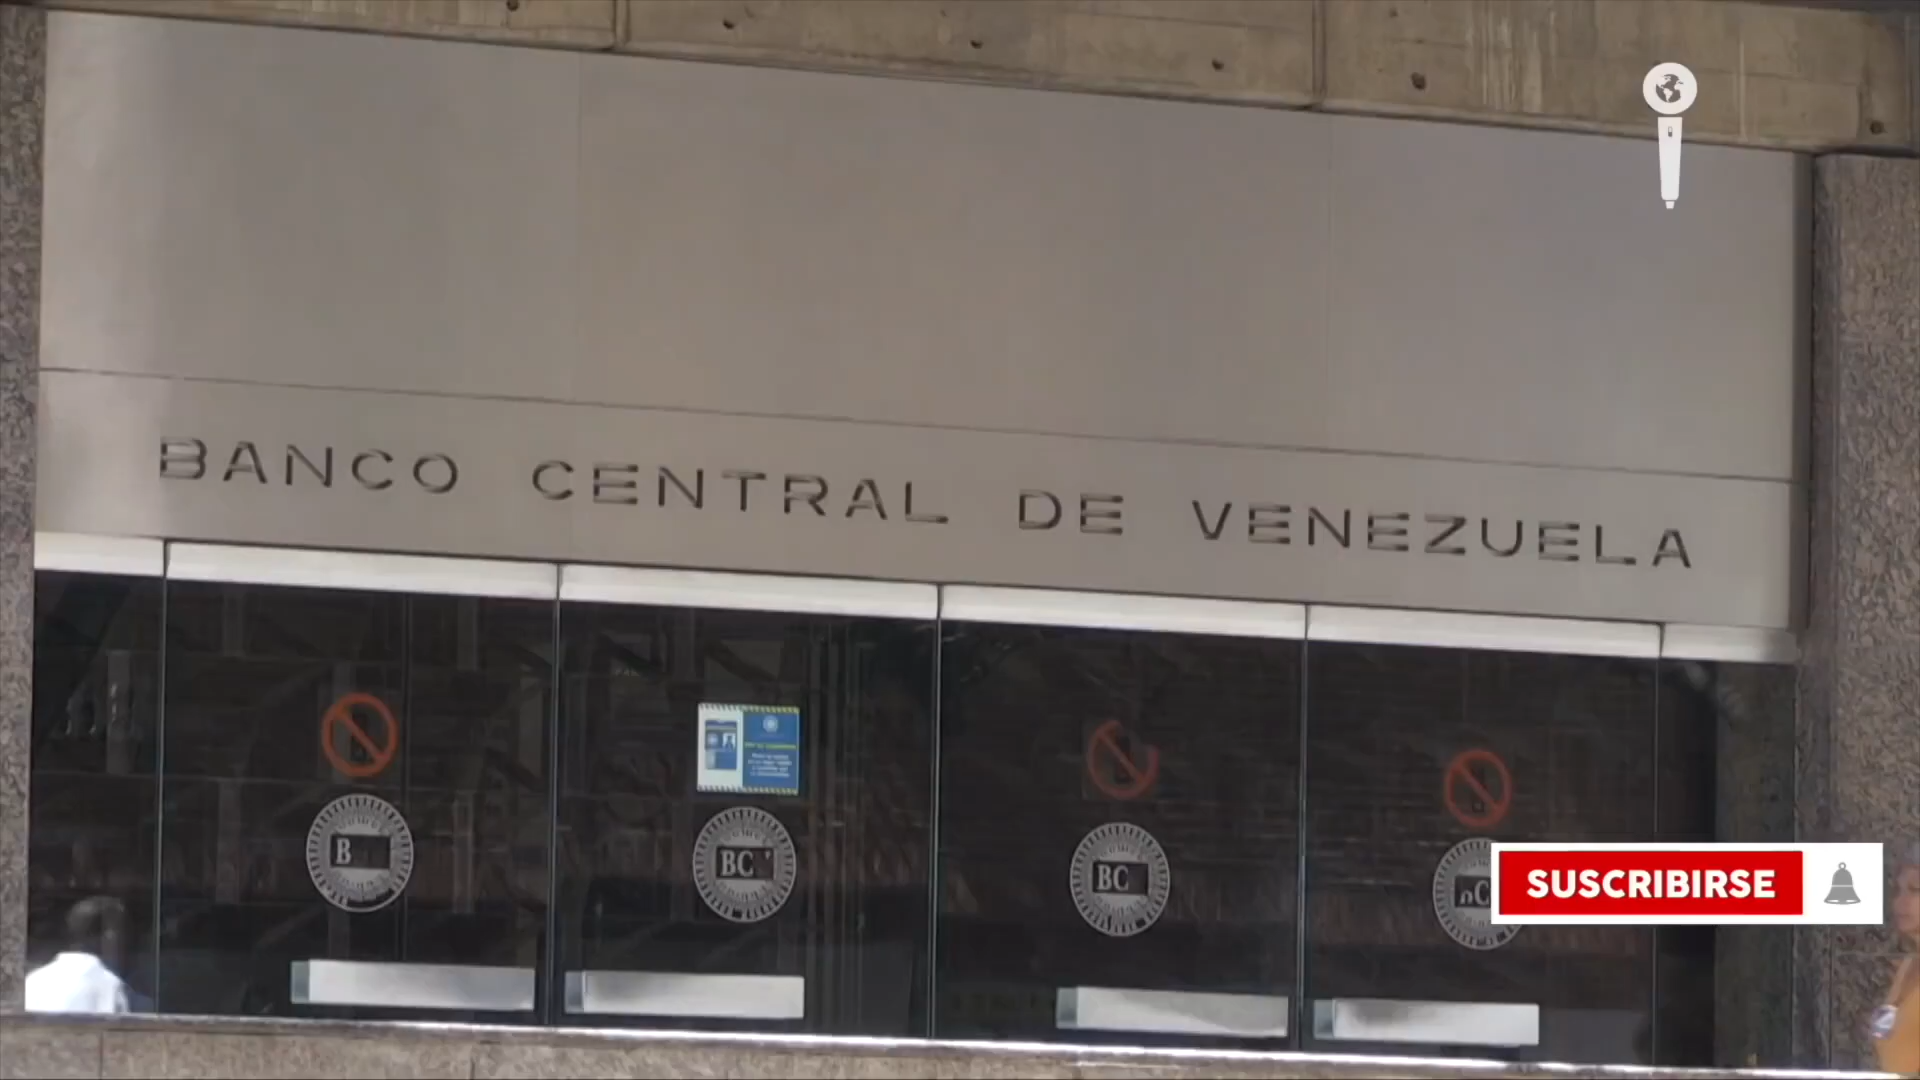 BANCO CENTRAL DE VENEZUELA
B
BC
BC
C
SUSCRIBIRSE